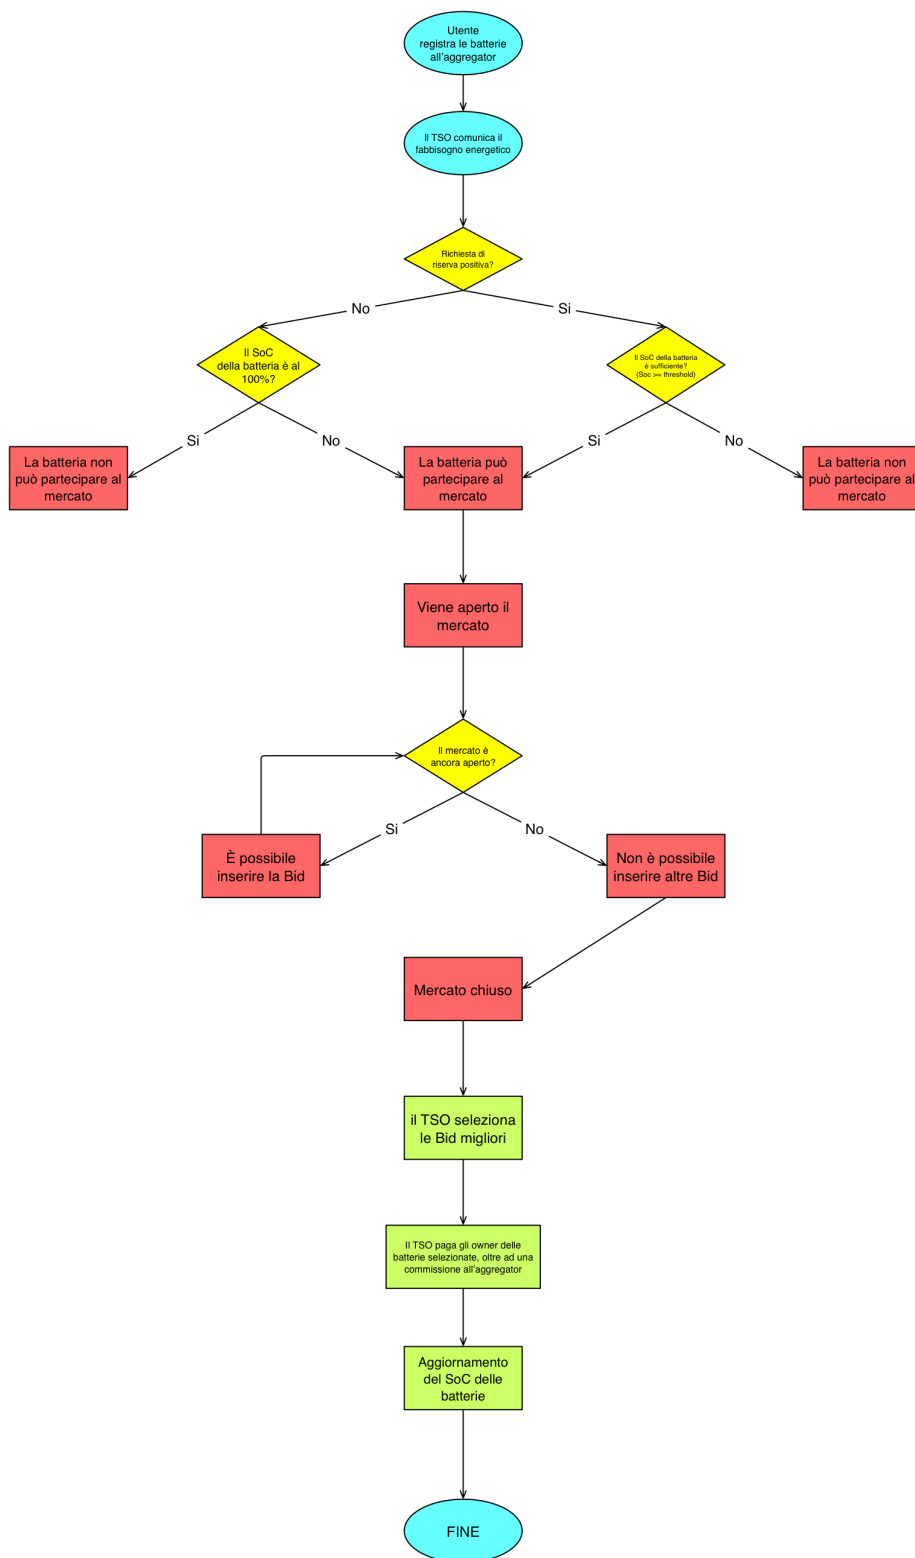 Utente
registra le batterie
all'aggregator
Il TSO comunica il
fabbisogno energetico
Richiesta di
riserva positiva?
No
Si
Il SoC
della batteria è al
100%?
Il SoC della batteria
è sufficiente?
(Soc >= threshold)
Si
No
Si
No
La batteria non
può partecipare al
mercato
La batteria può
partecipare al
mercato
La batteria non
può partecipare al
mercato
Viene aperto il
mercato
Il mercato è
ancora aperto?
Si
No
È possibile
inserire la Bid
Non è possibile
inserire altre Bid
Mercato chiuso
il TSO seleziona
le Bid migliori
Il TSO paga gli owner delle
batterie selezionate, oltre ad una
commissione all'aggregator
Aggiornamento
del SoC delle
batterie
FINE